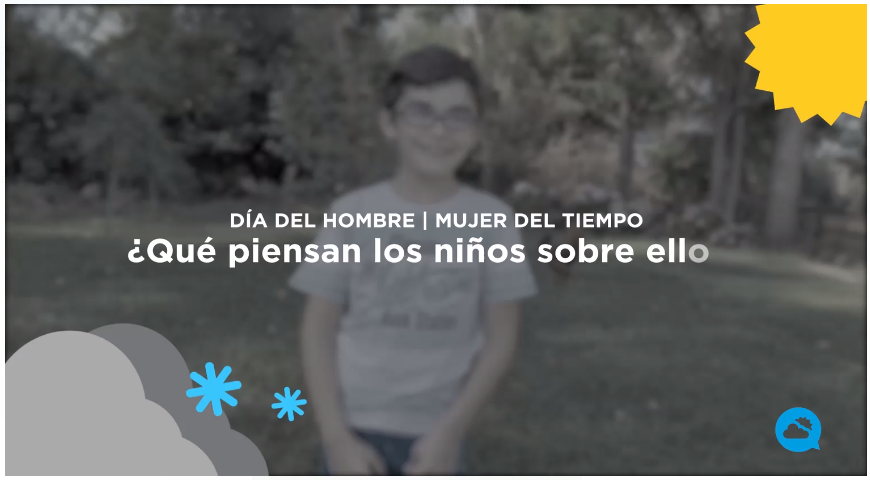 DÍA DEL HOMBRE | MUJER DEL TIEMPO
¿Qué piensan los niños sobre ello